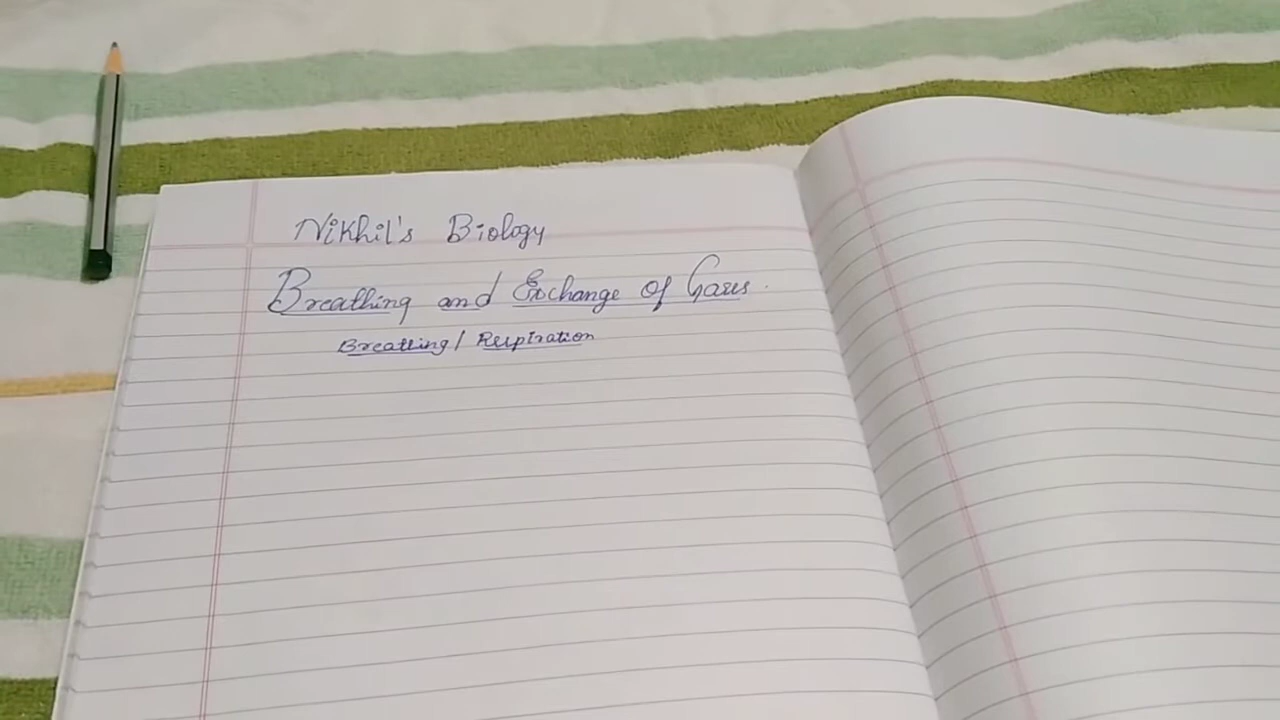 Nikhil's Biology
Breathing and Exchange of Gases.
Breathing / Respiration